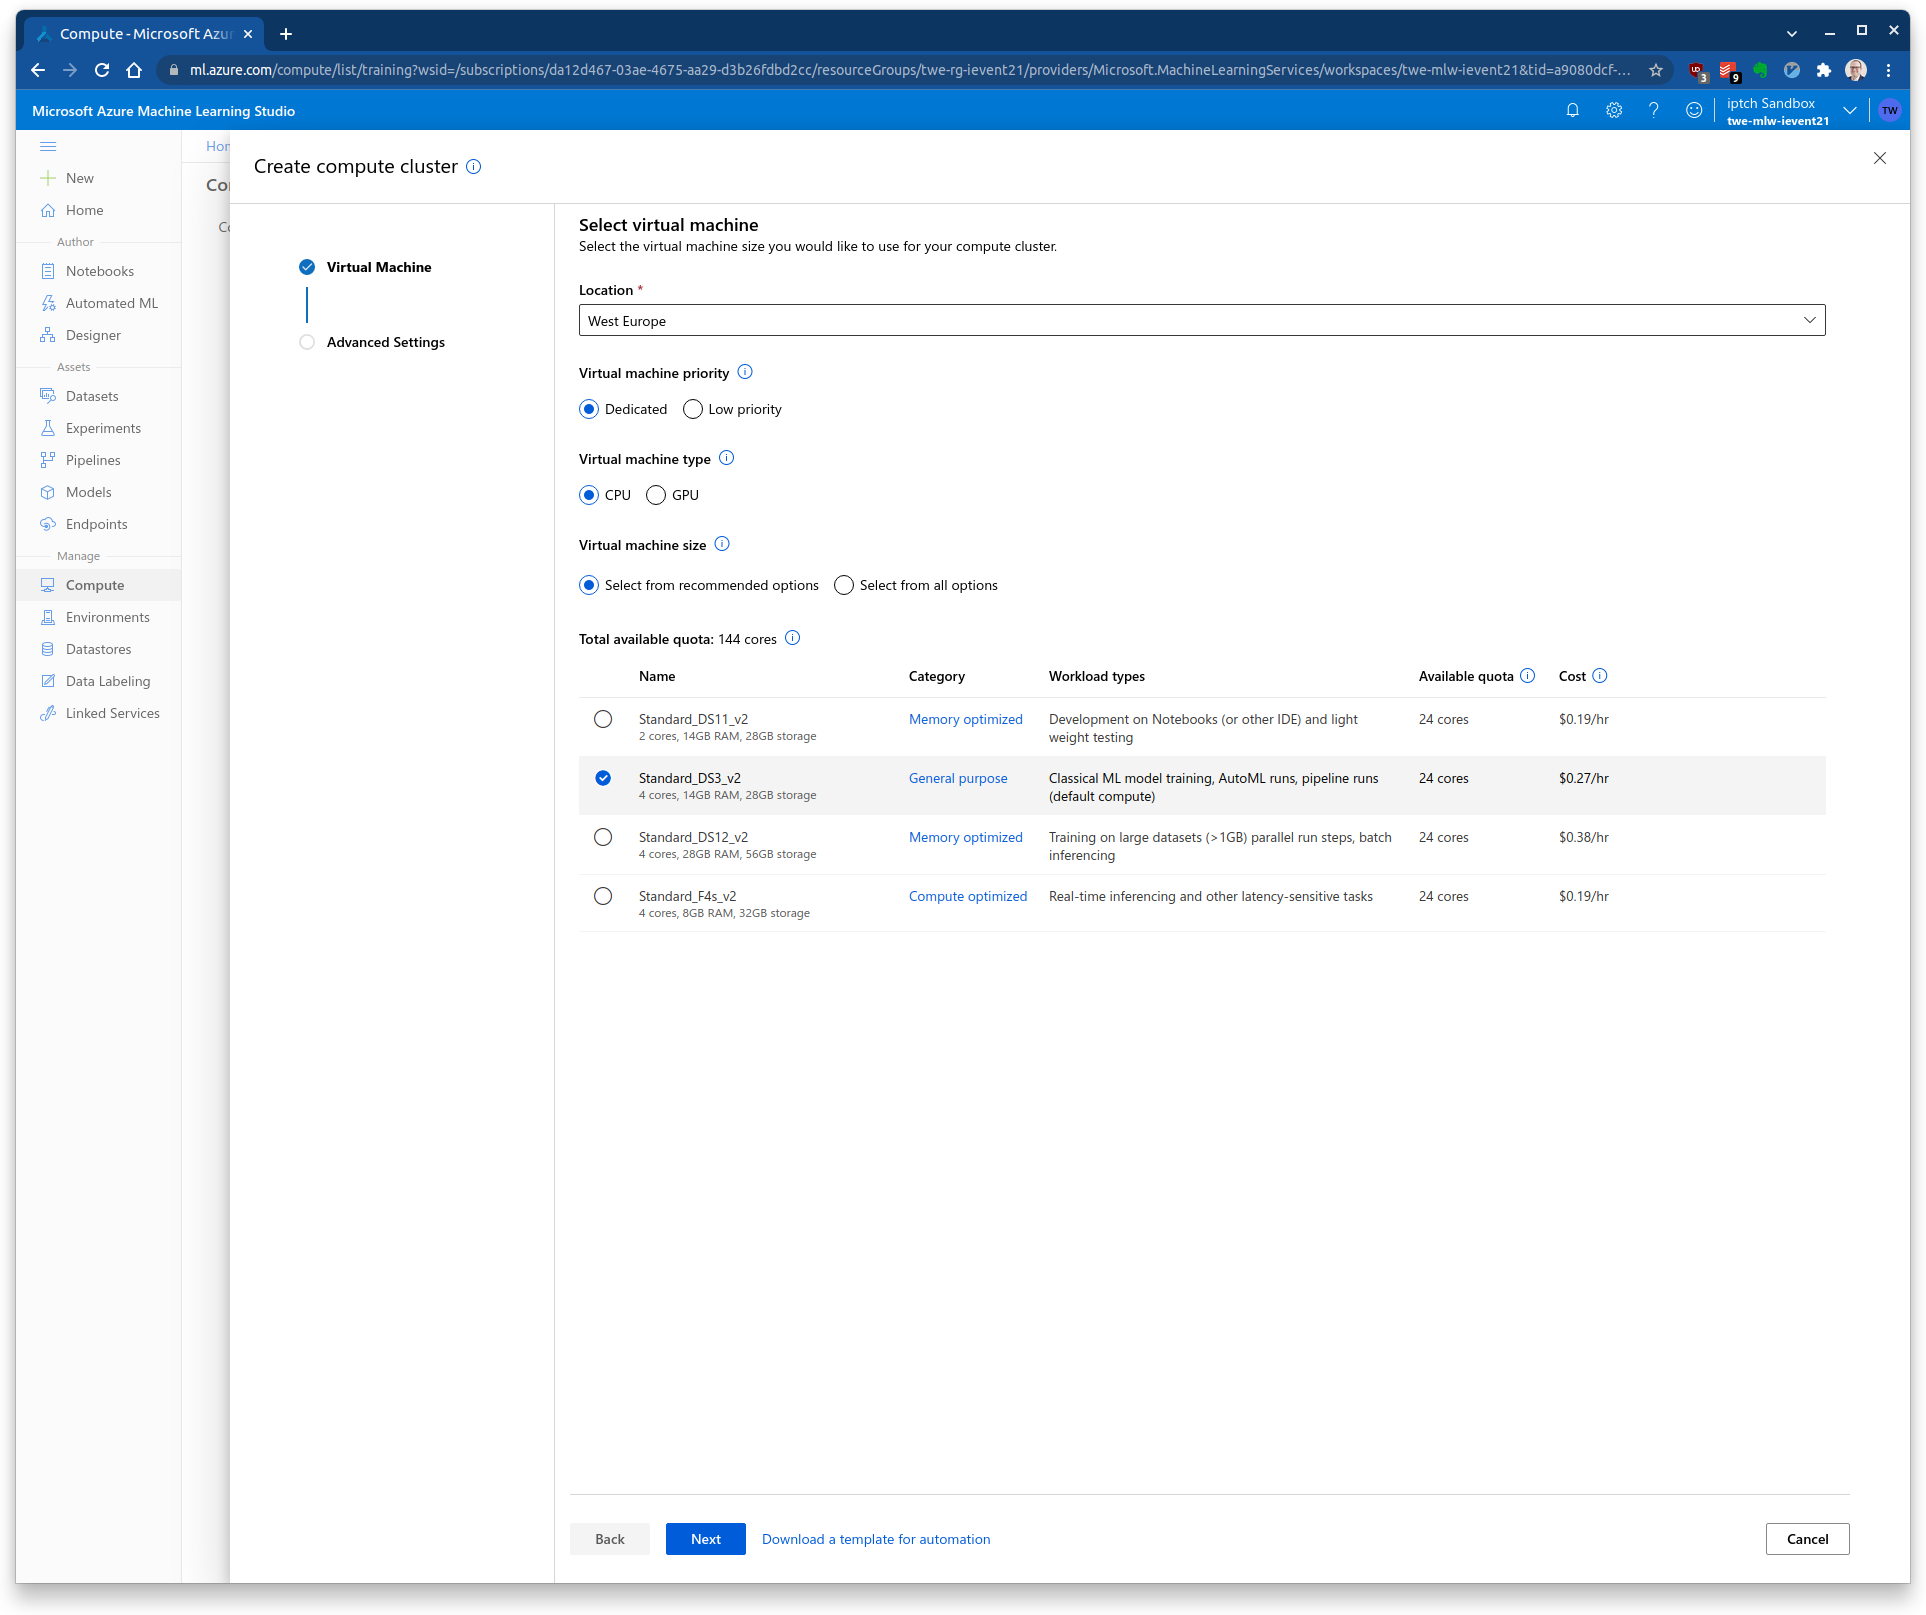 Compute - Microsoft Azur
ml.azure.com/compute/list/training?wsid=/subscriptions/da12d467-03ae-4675-aa29-d3b26fdbd2cc/resourceGroups/twe-rg-ievent21/providers/Microsoft.MachineLearningServices/workspaces/twe-mlw-ievent21&tid=a9080dcf-...
3
9
Microsoft Azure Machine Learning Studio
iptch Sandbox
twe-mlw-ievent21
TW
New
Home
Author
Notebooks
Automated ML
Designer
Assets
Datasets
Experiments
Pipelines
Models
Endpoints
Manage
Compute
Environments
Datastores
Data Labeling
Linked Services
Create compute cluster
Virtual Machine
Advanced Settings
Select virtual machine
Select the virtual machine size you would like to use for your compute cluster.
Location *
West Europe
Virtual machine priority
Dedicated Low priority
Virtual machine type
CPU GPU
Virtual machine size
Select from recommended options Select from all options
Total available quota: 144 cores
Name Category Workload types Available quota Cost
Standard_DS11_v2 Memory optimized Development on Notebooks (or other IDE) and light 24 cores $0.19/hr
2 cores, 14GB RAM, 28GB storage weight testing
Standard_DS3_v2 General purpose Classical ML model training, AutoML runs, pipeline runs 24 cores $0.27/hr
4 cores, 14GB RAM, 28GB storage (default compute)
Standard_DS12_v2 Memory optimized Training on large datasets (>1GB) parallel run steps, batch 24 cores $0.38/hr
4 cores, 28GB RAM, 56GB storage inferencing
Standard_F4s_v2 Compute optimized Real-time inferencing and other latency-sensitive tasks 24 cores $0.19/hr
4 cores, 8GB RAM, 32GB storage
Back Next Download a template for automation Cancel